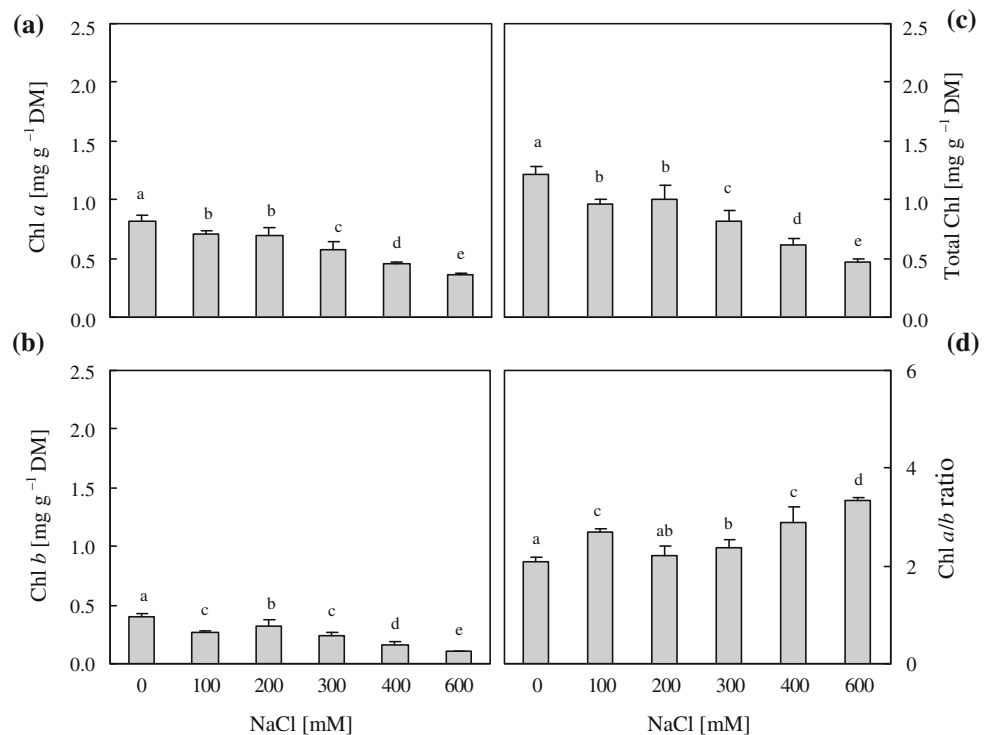 (a)
Chl a [mg g⁻¹ DM]
2.5
2.0
1.5
1.0
0.5
0.0
a
b
b
c
d
e
(c)
Total Chl [mg g⁻¹ DM]
2.5
2.0
1.5
1.0
0.5
0.0
a
b
b
c
d
e
(b)
Chl b [mg g⁻¹ DM]
2.5
2.0
1.5
1.0
0.5
0.0
a
c
b
c
d
e
0 100 200 300 400 600
NaCl [mM]
(d)
Chl a/b ratio
6
4
2
0
a
c
ab
b
c
d
0 100 200 300 400 600
NaCl [mM]